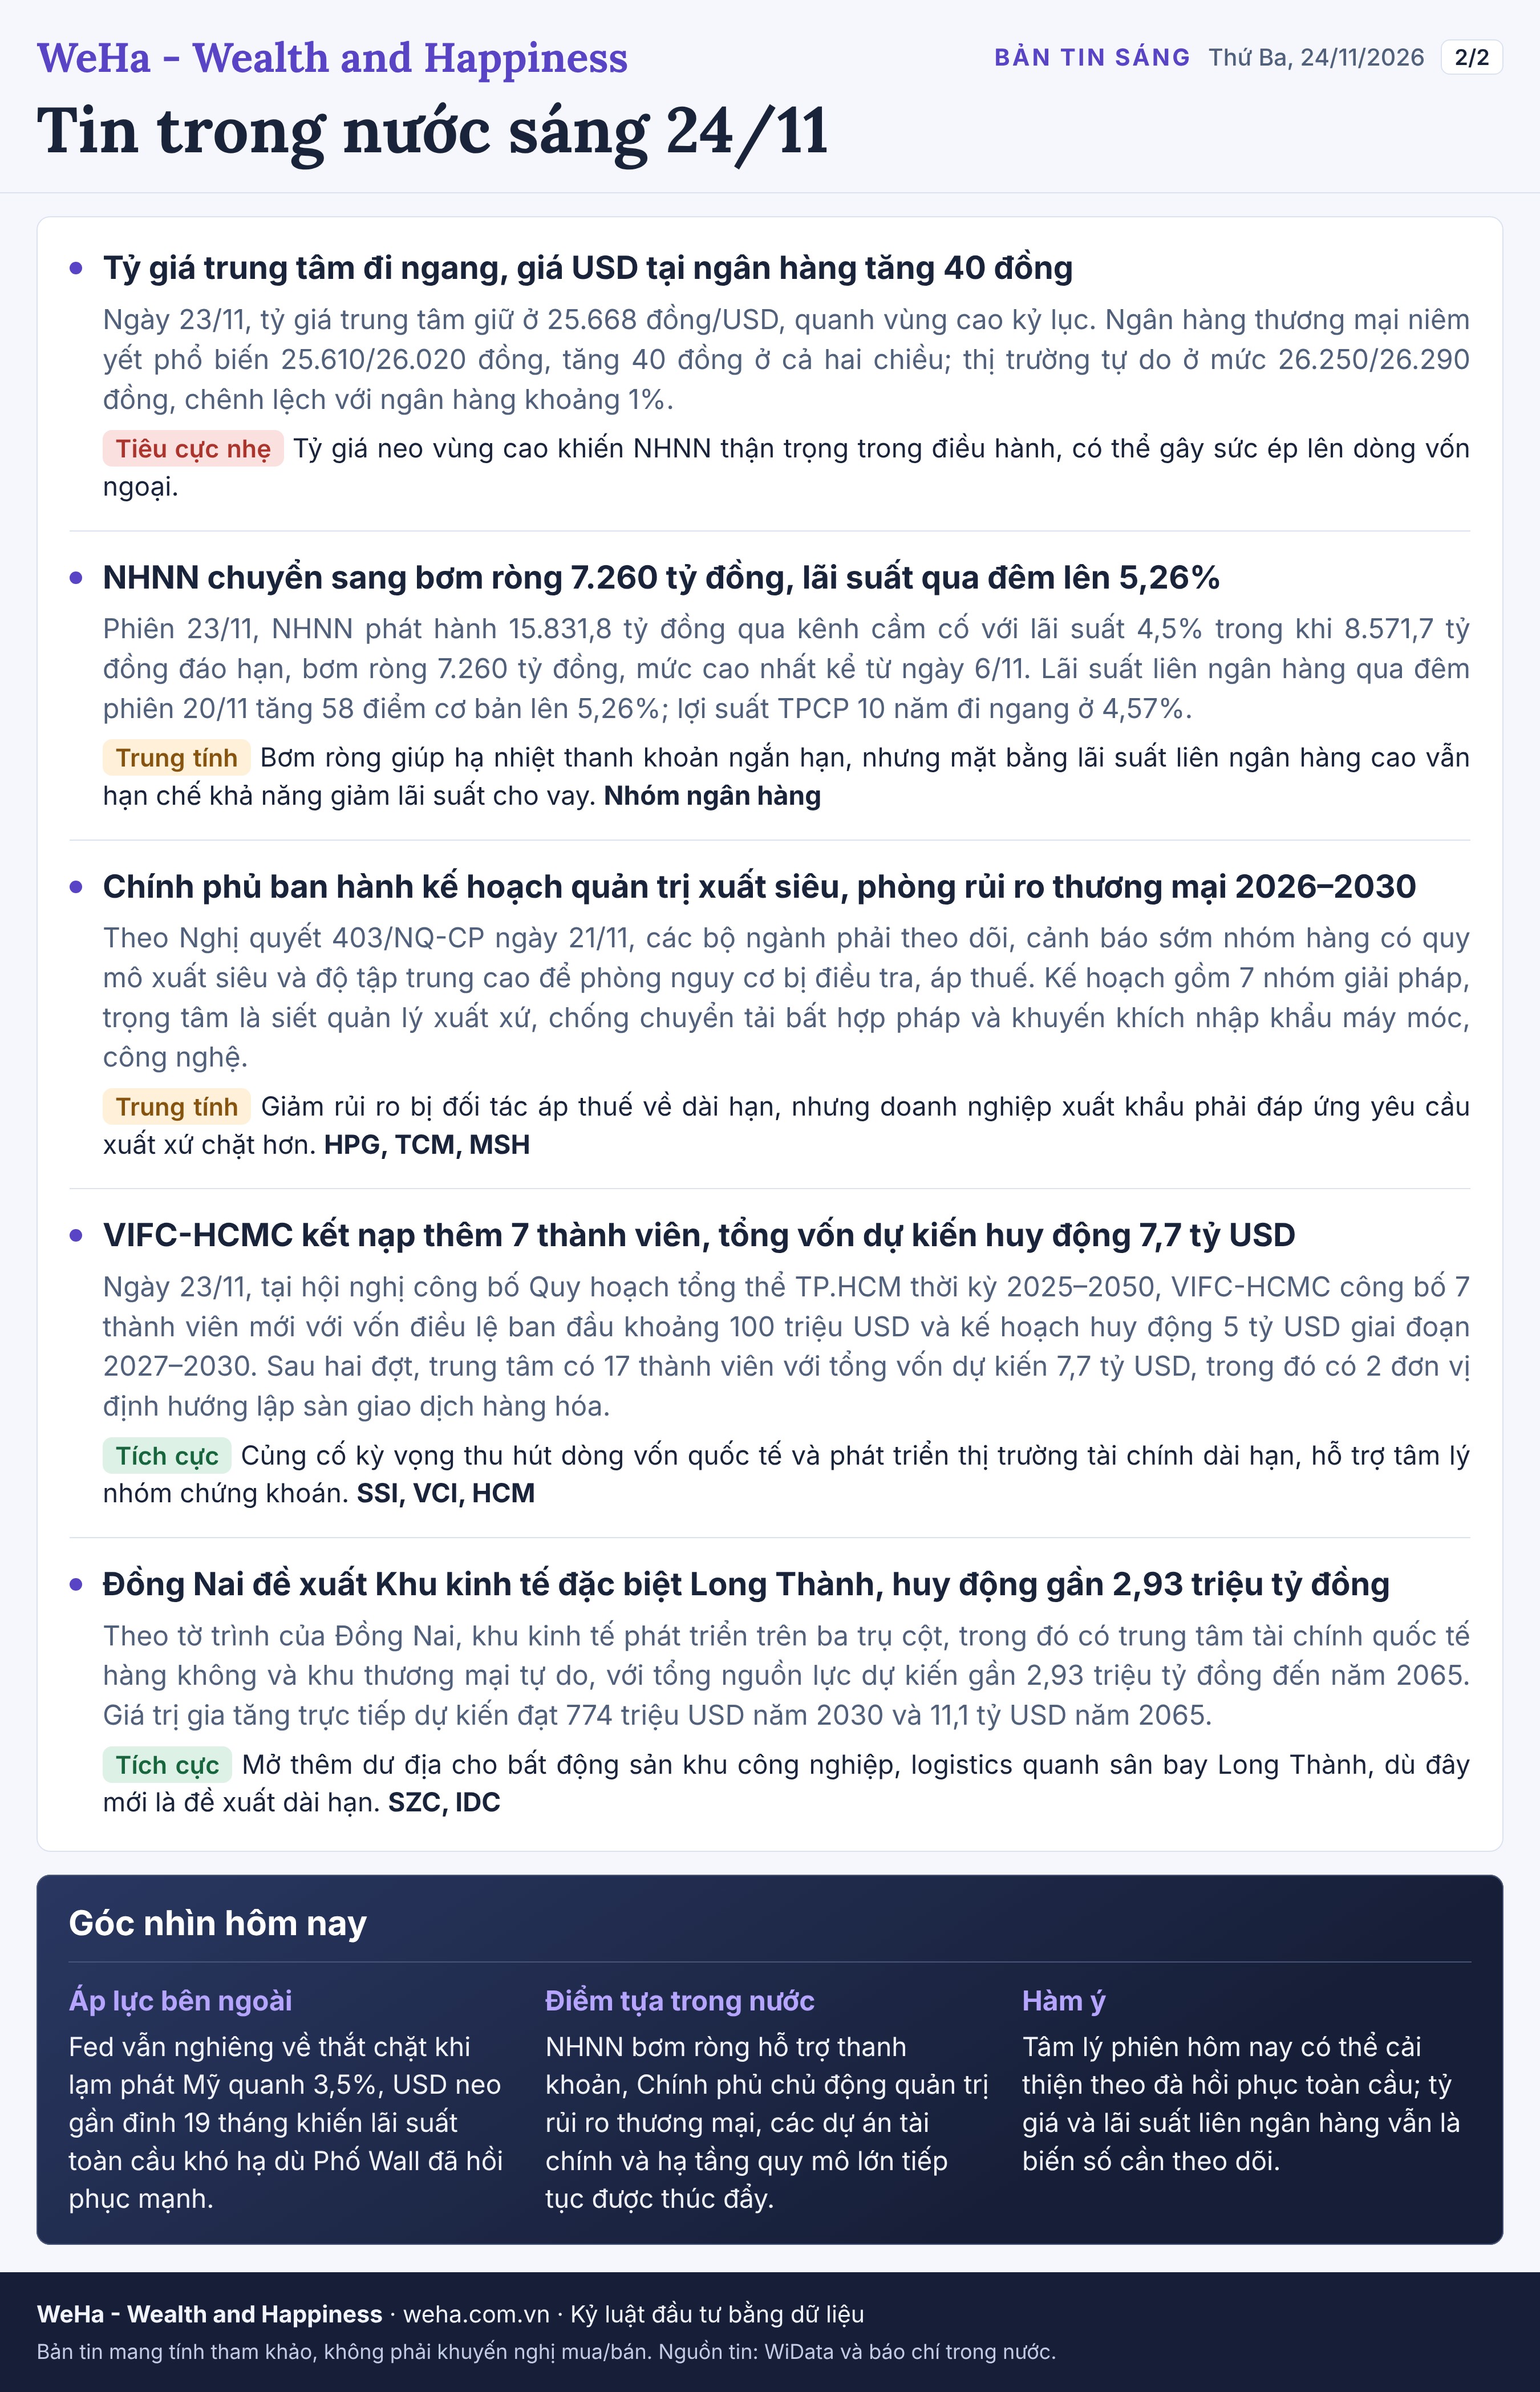 WeHa - Wealth and Happiness
BẢN TIN SÁNG Thứ Ba, 24/11/2026 2/2
Tin trong nước sáng 24/11
Tỷ giá trung tâm đi ngang, giá USD tại ngân hàng tăng 40 đồng
Ngày 23/11, tỷ giá trung tâm giữ ở 25.668 đồng/USD, quanh vùng cao kỷ lục. Ngân hàng thương mại niêm
yết phổ biến 25.610/26.020 đồng, tăng 40 đồng ở cả hai chiều; thị trường tự do ở mức 26.250/26.290
đồng, chênh lệch với ngân hàng khoảng 1%.
Tiêu cực nhẹ Tỷ giá neo vùng cao khiến NHNN thận trọng trong điều hành, có thể gây sức ép lên dòng vốn
ngoại.
NHNN chuyển sang bơm ròng 7.260 tỷ đồng, lãi suất qua đêm lên 5,26%
Phiên 23/11, NHNN phát hành 15.831,8 tỷ đồng qua kênh cầm cố với lãi suất 4,5% trong khi 8.571,7 tỷ
đồng đáo hạn, bơm ròng 7.260 tỷ đồng, mức cao nhất kể từ ngày 6/11. Lãi suất liên ngân hàng qua đêm
phiên 20/11 tăng 58 điểm cơ bản lên 5,26%; lợi suất TPCP 10 năm đi ngang ở 4,57%.
Trung tính Bơm ròng giúp hạ nhiệt thanh khoản ngắn hạn, nhưng mặt bằng lãi suất liên ngân hàng cao vẫn
hạn chế khả năng giảm lãi suất cho vay. Nhóm ngân hàng
Chính phủ ban hành kế hoạch quản trị xuất siêu, phòng rủi ro thương mại 2026–2030
Theo Nghị quyết 403/NQ-CP ngày 21/11, các bộ ngành phải theo dõi, cảnh báo sớm nhóm hàng có quy
mô xuất siêu và độ tập trung cao để phòng nguy cơ bị điều tra, áp thuế. Kế hoạch gồm 7 nhóm giải pháp,
trọng tâm là siết quản lý xuất xứ, chống chuyển tải bất hợp pháp và khuyến khích nhập khẩu máy móc,
công nghệ.
Trung tính Giảm rủi ro bị đối tác áp thuế về dài hạn, nhưng doanh nghiệp xuất khẩu phải đáp ứng yêu cầu
xuất xứ chặt hơn. HPG, TCM, MSH
VIFC-HCMC kết nạp thêm 7 thành viên, tổng vốn dự kiến huy động 7,7 tỷ USD
Ngày 23/11, tại hội nghị công bố Quy hoạch tổng thể TP.HCM thời kỳ 2025–2050, VIFC-HCMC công bố 7
thành viên mới với vốn điều lệ ban đầu khoảng 100 triệu USD và kế hoạch huy động 5 tỷ USD giai đoạn
2027–2030. Sau hai đợt, trung tâm có 17 thành viên với tổng vốn dự kiến 7,7 tỷ USD, trong đó có 2 đơn vị
định hướng lập sàn giao dịch hàng hóa.
Tích cực Củng cố kỳ vọng thu hút dòng vốn quốc tế và phát triển thị trường tài chính dài hạn, hỗ trợ tâm lý
nhóm chứng khoán. SSI, VCI, HCM
Đồng Nai đề xuất Khu kinh tế đặc biệt Long Thành, huy động gần 2,93 triệu tỷ đồng
Theo tờ trình của Đồng Nai, khu kinh tế phát triển trên ba trụ cột, trong đó có trung tâm tài chính quốc tế
hàng không và khu thương mại tự do, với tổng nguồn lực dự kiến gần 2,93 triệu tỷ đồng đến năm 2065.
Giá trị gia tăng trực tiếp dự kiến đạt 774 triệu USD năm 2030 và 11,1 tỷ USD năm 2065.
Tích cực Mở thêm dư địa cho bất động sản khu công nghiệp, logistics quanh sân bay Long Thành, dù đây
mới là đề xuất dài hạn. SZC, IDC
Góc nhìn hôm nay
Áp lực bên ngoài
Fed vẫn nghiêng về thắt chặt khi
lạm phát Mỹ quanh 3,5%, USD neo
gần đỉnh 19 tháng khiến lãi suất
toàn cầu khó hạ dù Phố Wall đã hồi
phục mạnh.
Điểm tựa trong nước
NHNN bơm ròng hỗ trợ thanh
khoản, Chính phủ chủ động quản trị
rủi ro thương mại, các dự án tài
chính và hạ tầng quy mô lớn tiếp
tục được thúc đẩy.
Hàm ý
Tâm lý phiên hôm nay có thể cải
thiện theo đà hồi phục toàn cầu; tỷ
giá và lãi suất liên ngân hàng vẫn là
biến số cần theo dõi.
WeHa - Wealth and Happiness · weha.com.vn · Kỷ luật đầu tư bằng dữ liệu
Bản tin mang tính tham khảo, không phải khuyến nghị mua/bán. Nguồn tin: WiData và báo chí trong nước.